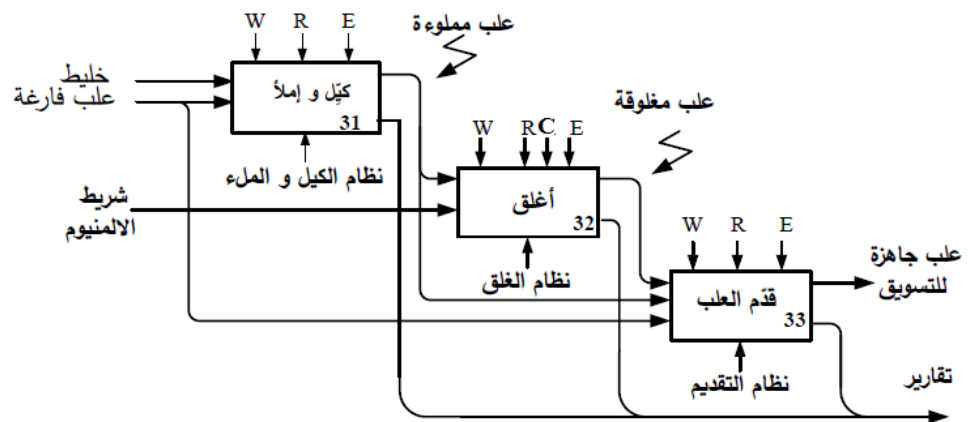 W R E
علب مملوءة
خليط
علب فارغة
كيّل و إملأ
31
نظام الكيل و الملء
علب مغلوقة
W R C E
شريط
الالمنيوم
أغلق
32
نظام الغلق
W R E
علب جاهزة
للتسويق
قدّم العلب
33
نظام التقديم
تقارير